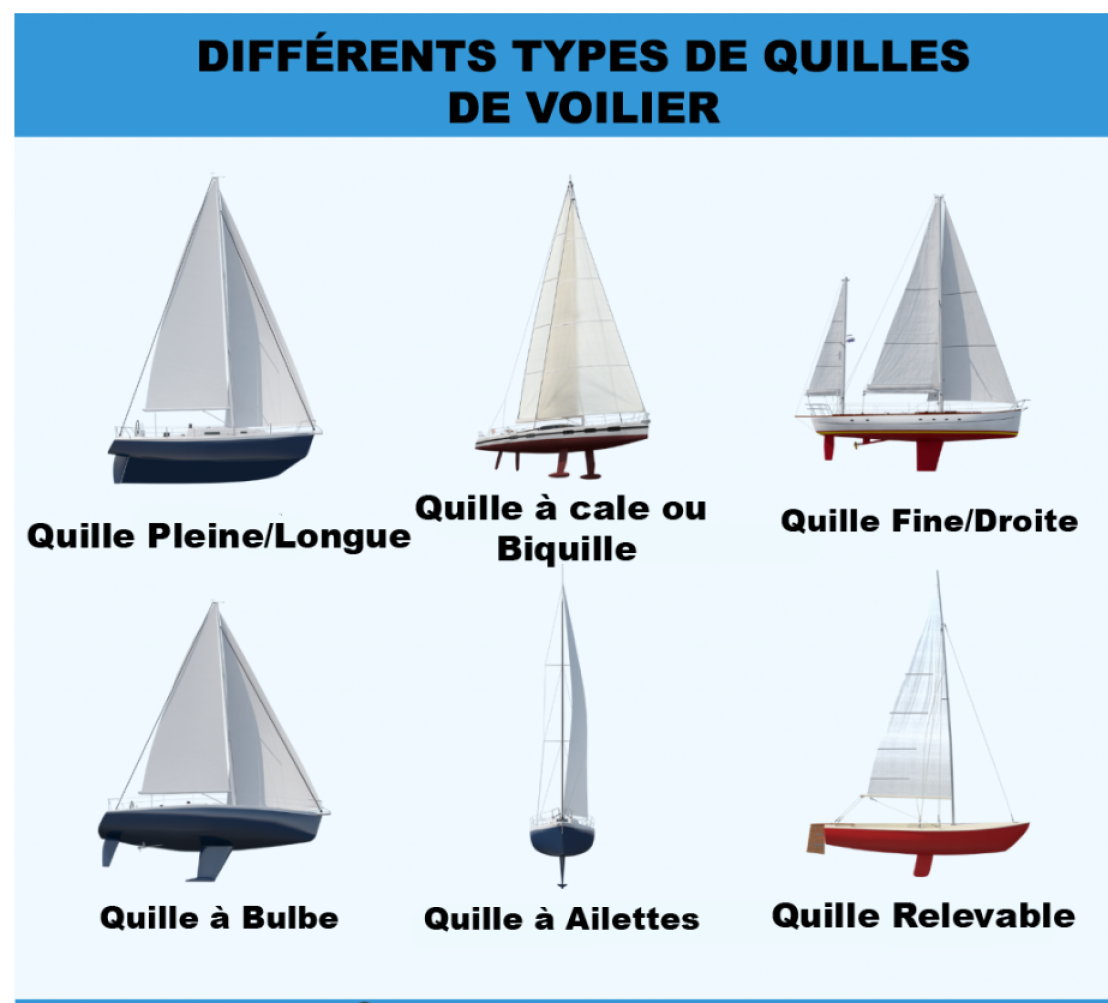 DIFFÉRENTS TYPES DE QUILLES
DE VOILIER
Quille Pleine/Longue
Quille à cale ou
Biquille
Quille Fine/Droite
Quille à Bulbe
Quille à Ailettes
Quille Relevable